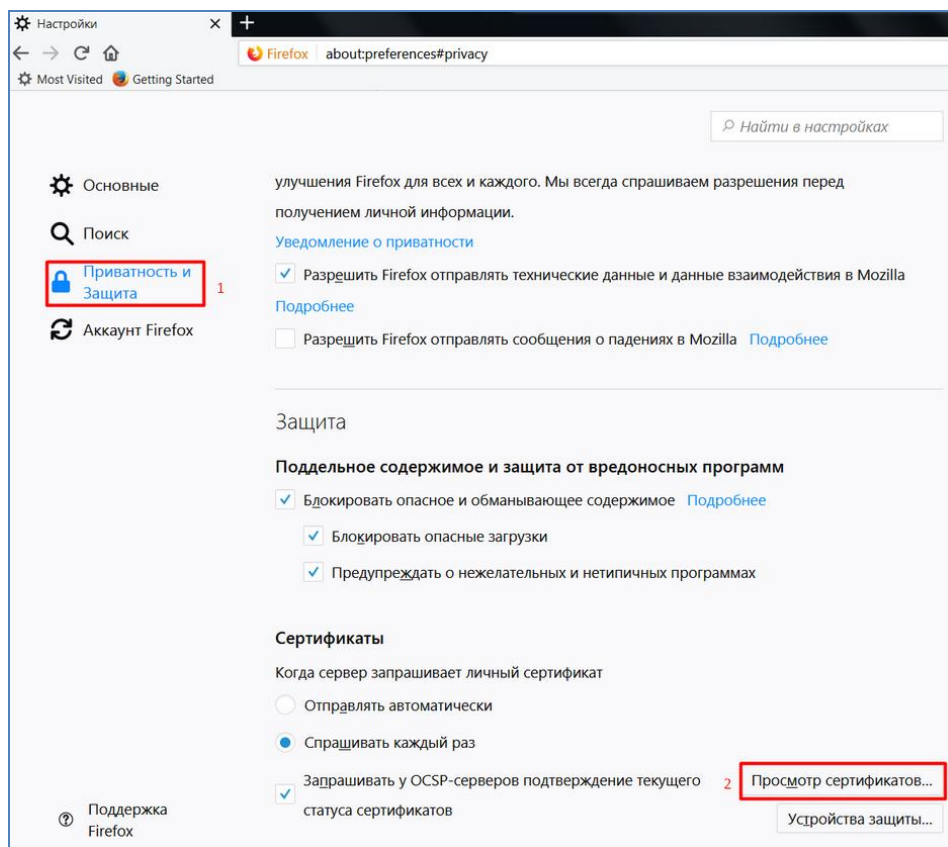 Настройки
Firefox about:preferences#privacy
Most Visited Getting Started
Найти в настройках
Основные
Поиск
Приватность и
Защита
1
Аккаунт Firefox
улучшения Firefox для всех и каждого. Мы всегда спрашиваем разрешения перед
получением личной информации.
Уведомление о приватности
Разрешить Firefox отправлять технические данные и данные взаимодействия в Mozilla
Подробнее
Разрешить Firefox отправлять сообщения о падениях в Mozilla Подробнее
Защита
Поддельное содержимое и защита от вредоносных программ
Блокировать опасное и обманывающее содержимое Подробнее
Блокировать опасные загрузки
Предупреждать о нежелательных и нетипичных программах
Сертификаты
Когда сервер запрашивает личный сертификат
Отправлять автоматически
Спрашивать каждый раз
Запрашивать у OCSP-серверов подтверждение текущего
статуса сертификатов
2 Просмотр сертификатов...
Устройства защиты...
Поддержка
Firefox